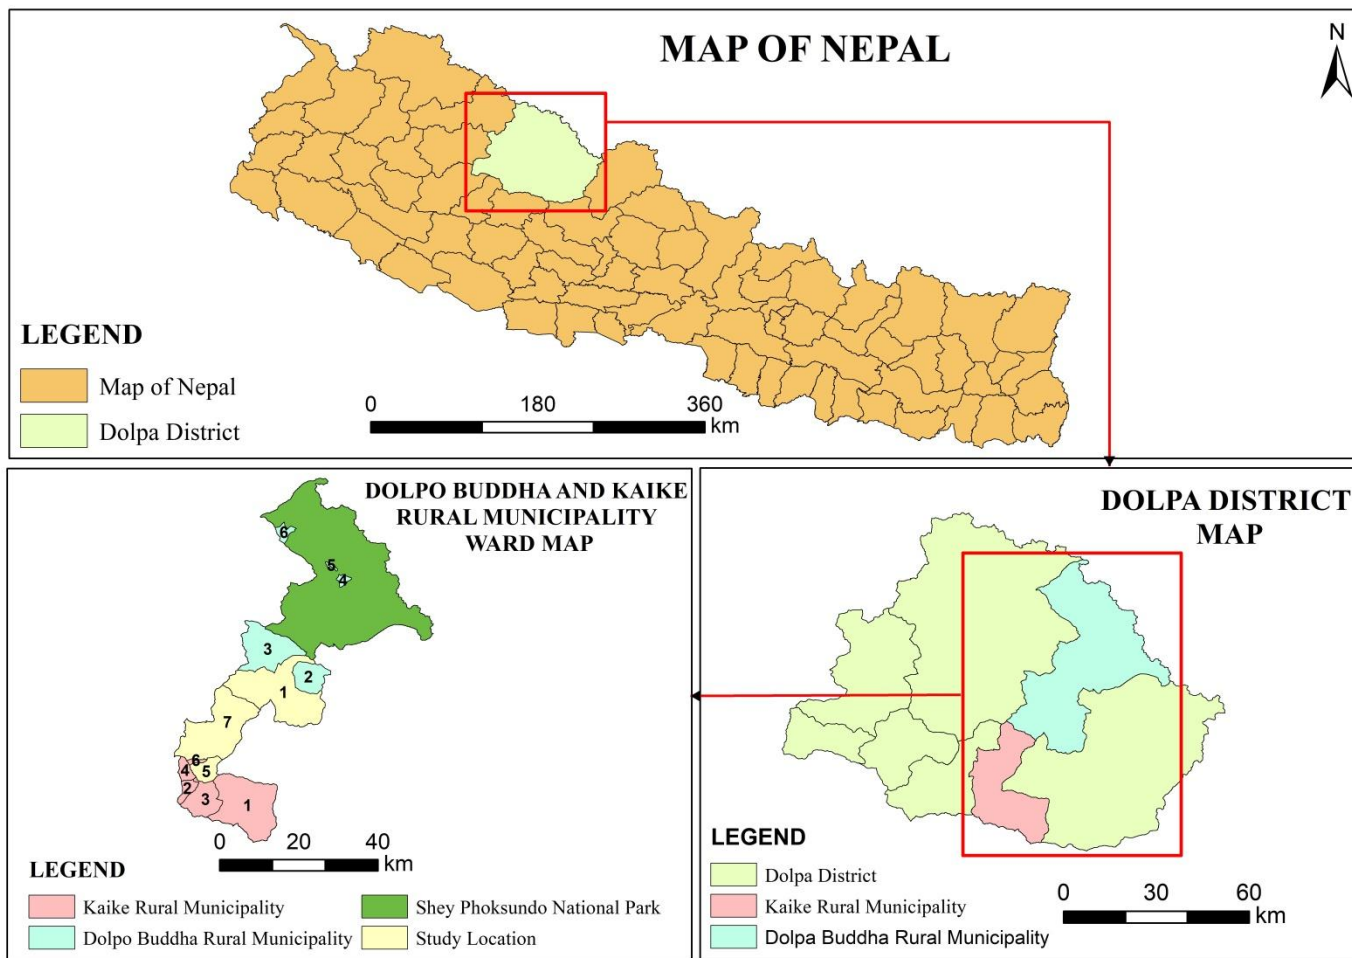 MAP OF NEPAL
N
LEGEND
Map of Nepal
Dolpa District
0 180 360
km
DOLPO BUDDHA AND KAIKE
RURAL MUNICIPALITY
WARD MAP
6
5
4
3
2
1
7
6
4
5
2
3
1
0 20 40
km
LEGEND
Kaike Rural Municipality
Shey Phoksundo National Park
Dolpo Buddha Rural Municipality
Study Location
DOLPA DISTRICT
MAP
LEGEND
Dolpa District
Kaike Rural Municipality
Dolpa Buddha Rural Municipality
0 30 60
km